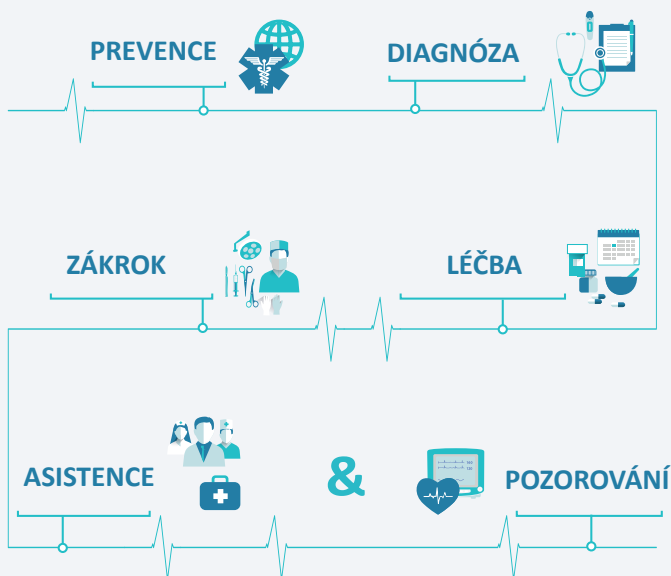 PREVENCE
DIAGNÓZA
ZÁKROK
LÉČBA
ASISTENCE
&
POZOROVÁNÍ